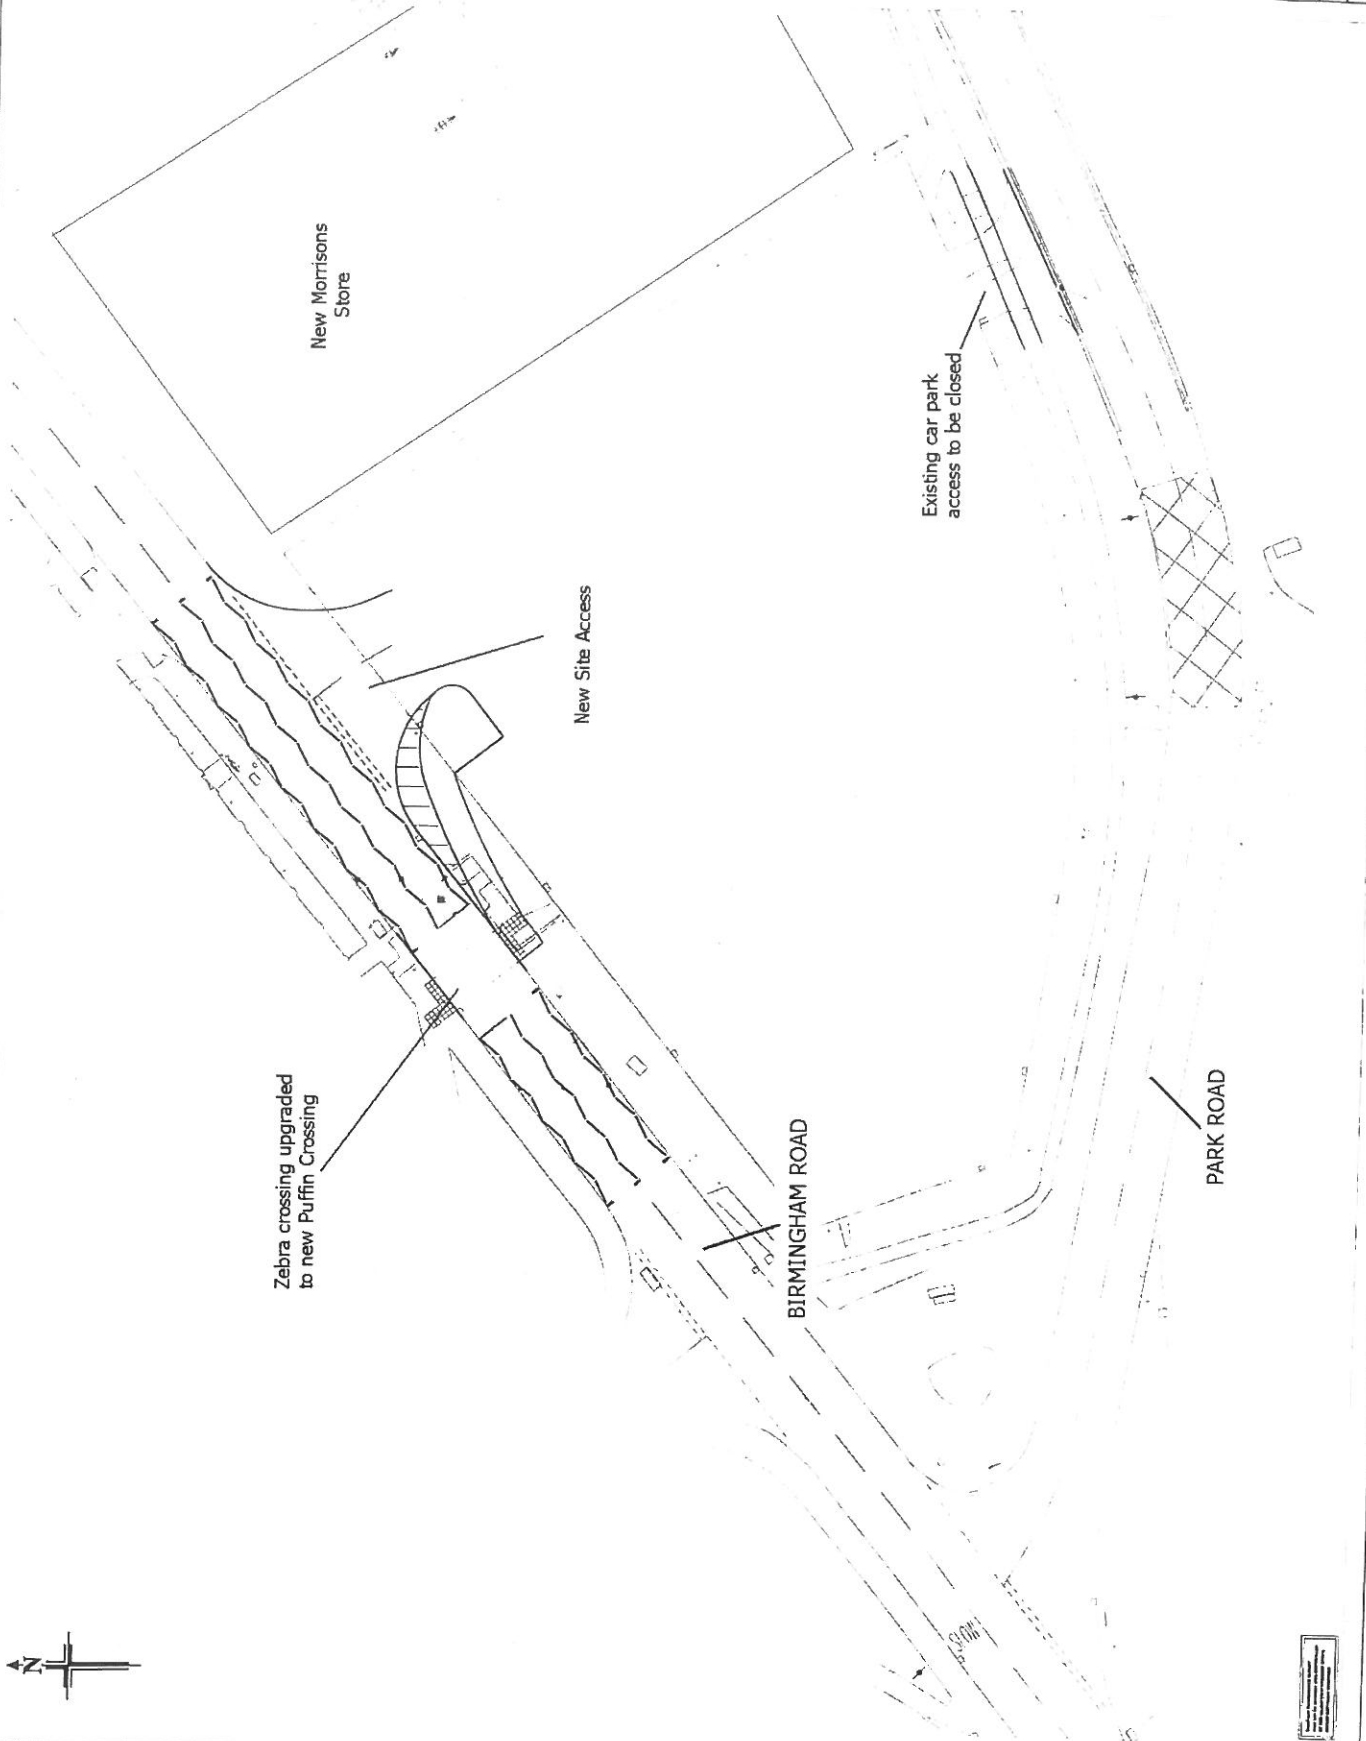 New Morrisons
Store
Existing car park
access to be closed
New Site Access
Zebra crossing upgraded
to new Puffin Crossing
BIRMINGHAM ROAD
PARK ROAD
SLOW
N